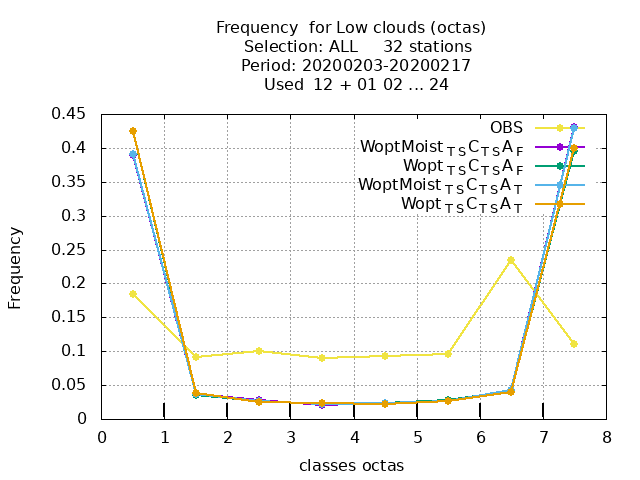 Frequency  for Low clouds (octas)
Selection: ALL     32 stations
Period: 20200203-20200217
Used  12 + 01 02 ... 24
Frequency
0.45
0.4
0.35
0.3
0.25
0.2
0.15
0.1
0.05
0
OBS
WoptMoist TS C TS A F
Wopt TS C TS A F
WoptMoist TS C TS A T
Wopt TS C TS A T
0 1 2 3 4 5 6 7 8
classes octas